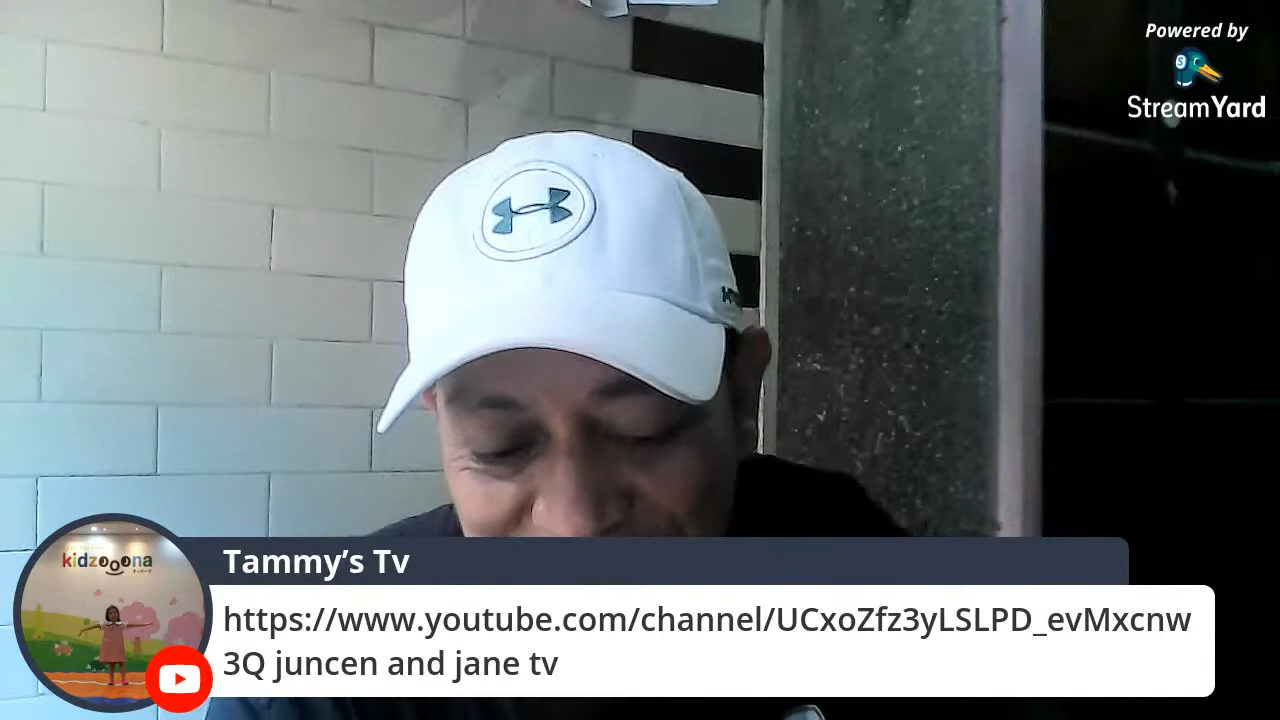 Powered by
StreamYard
kidzooona
Tammy’s Tv
https://www.youtube.com/channel/UCxoZfz3yLSLPD_evMxcnw
3Q juncen and jane tv